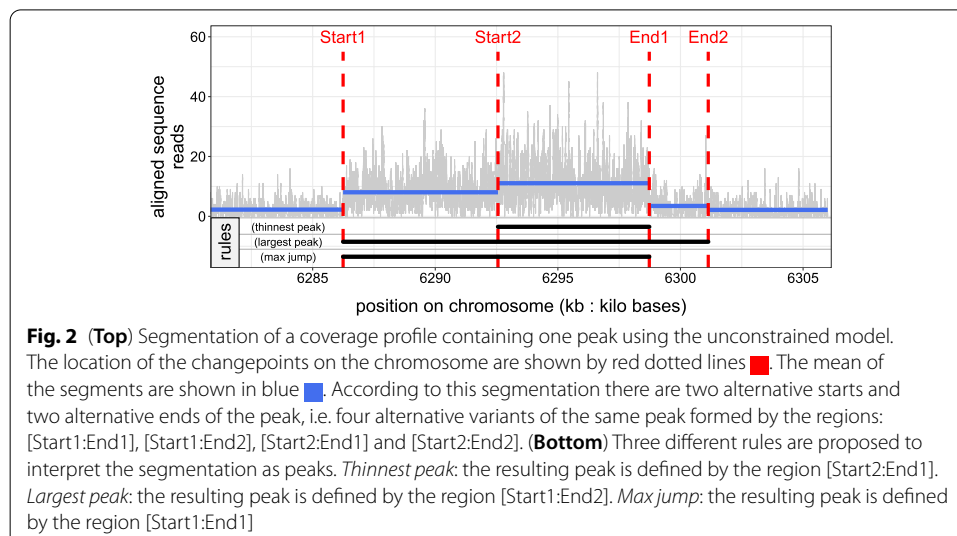 Start1 Start2 End1 End2
60
40
20
0
aligned sequence
reads
rules
(thinnest peak)
(largest peak)
(max jump)
6285 6290 6295 6300 6305
position on chromosome (kb : kilo bases)
Fig. 2 (Top) Segmentation of a coverage profile containing one peak using the unconstrained model.
The location of the changepoints on the chromosome are shown by red dotted lines . The mean of
the segments are shown in blue . According to this segmentation there are two alternative starts and
two alternative ends of the peak, i.e. four alternative variants of the same peak formed by the regions:
[Start1:End1], [Start1:End2], [Start2:End1] and [Start2:End2]. (Bottom) Three different rules are proposed to
interpret the segmentation as peaks. Thinnest peak: the resulting peak is defined by the region [Start2:End1].
Largest peak: the resulting peak is defined by the region [Start1:End2]. Max jump: the resulting peak is defined
by the region [Start1:End1]